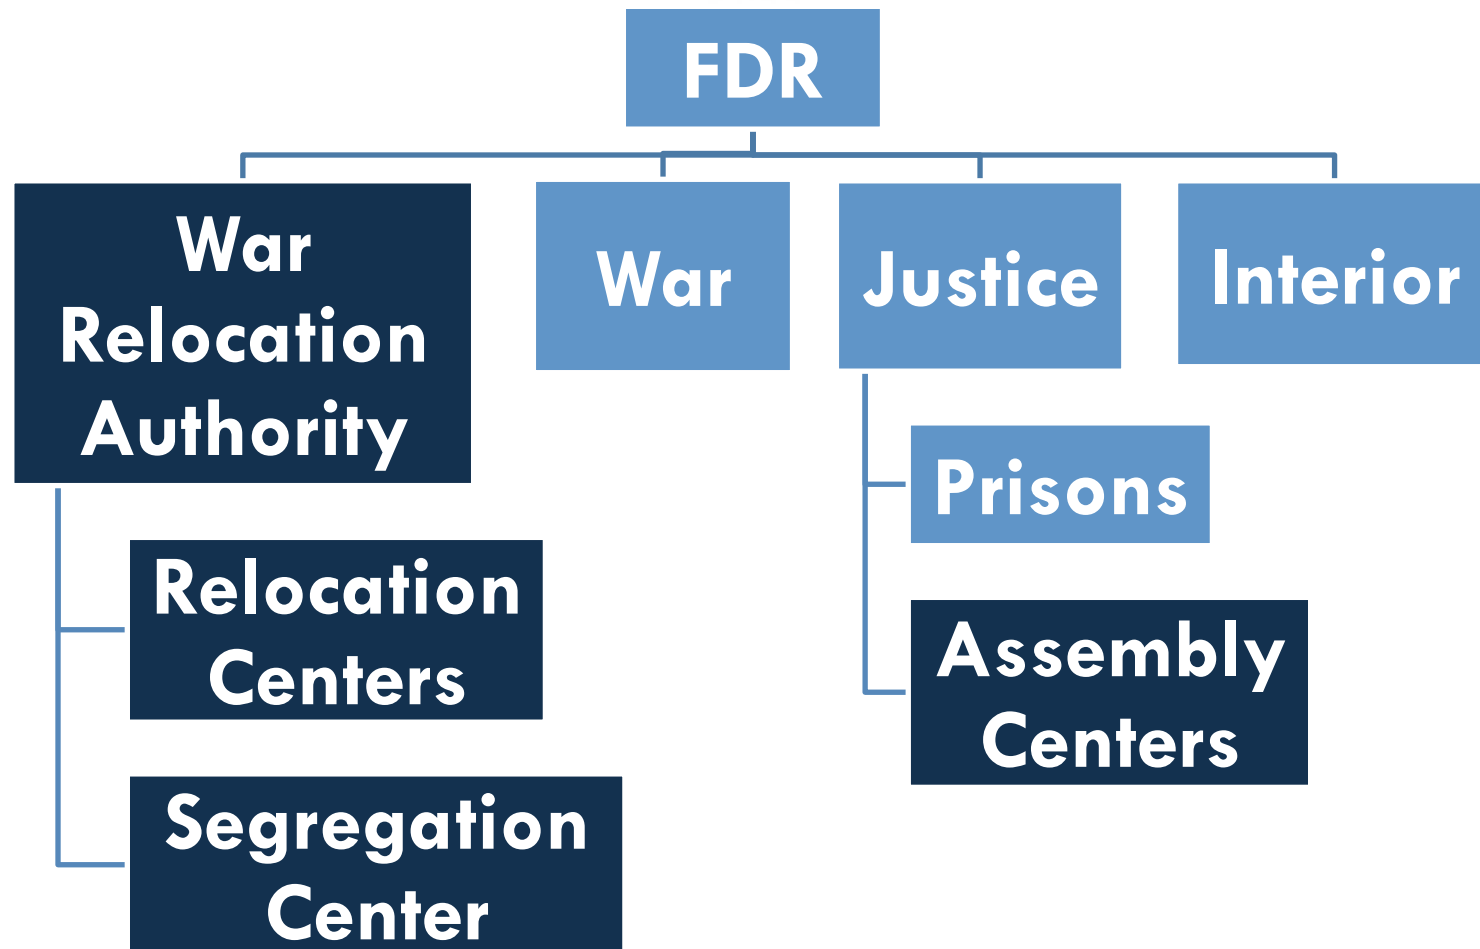 FDR
War
Relocation
Authority
War
Justice
Interior
Prisons
Relocation
Centers
Assembly
Centers
Segregation
Center